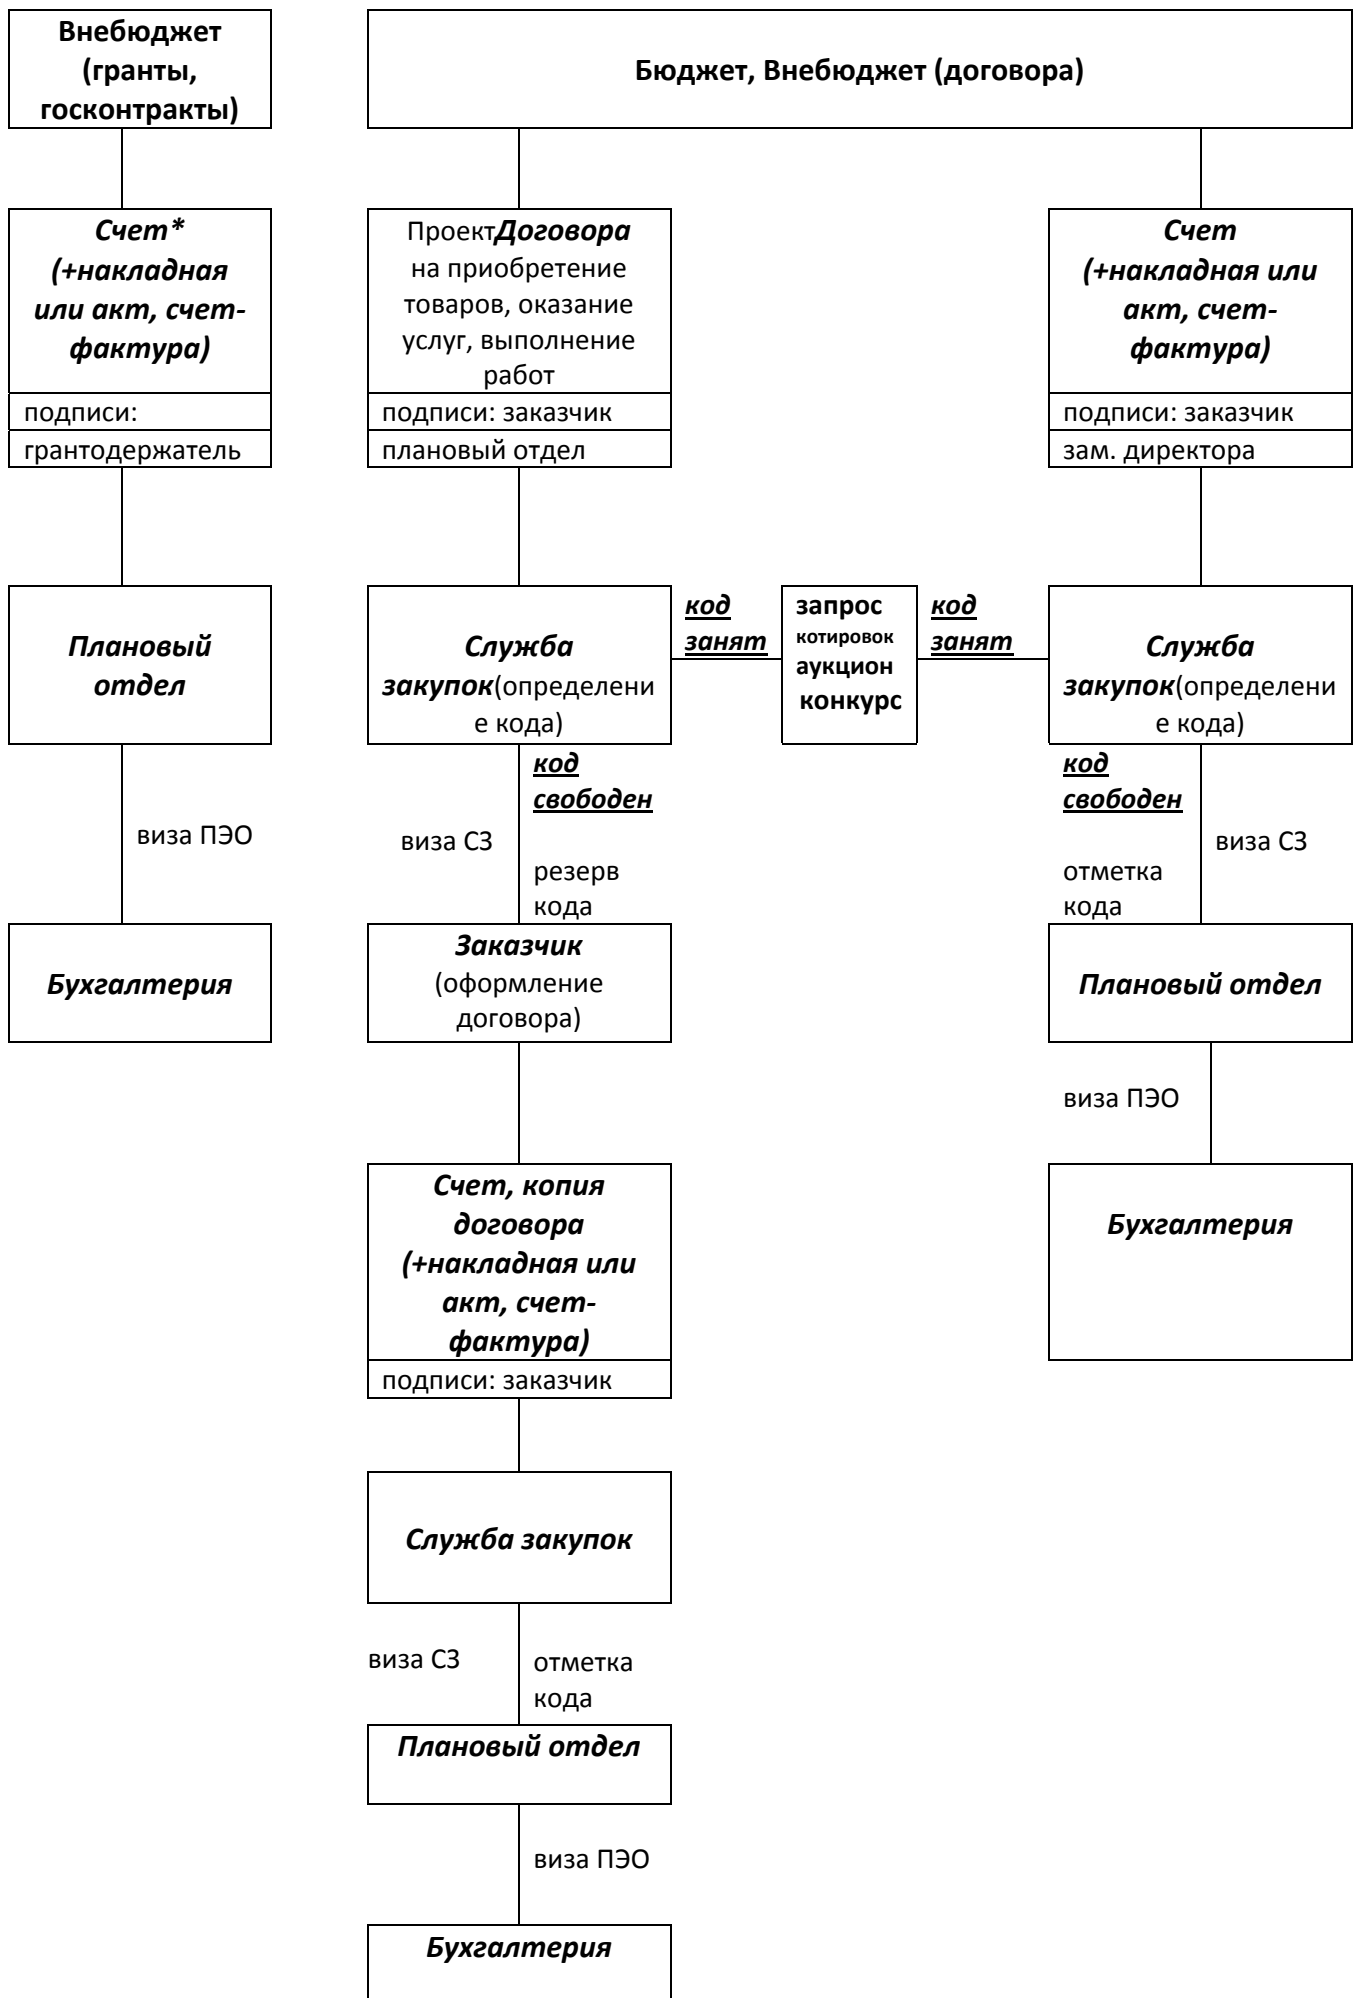 Внебюджет
(гранты,
госконтракты)
Бюджет, Внебюджет (договора)
Счет*
(+накладная
или акт, счет-
фактура)
подписи:
грантодержатель
ПроектДоговора
на приобретение
товаров, оказание
услуг, выполнение
работ
подписи: заказчик
плановый отдел
Счет
(+накладная или
акт, счет-
фактура)
подписи: заказчик
зам. директора
Плановый
отдел
Служба
закупок(определени
е кода)
код
занят
запрос
котировок
аукцион
конкурс
код
занят
Служба
закупок(определени
е кода)
виза ПЭО
виза СЗ
код
свободен
резерв
кода
код
свободен
отметка
кода
виза СЗ
Бухгалтерия
Заказчик
(оформление
договора)
Плановый отдел
виза ПЭО
Счет, копия
договора
(+накладная или
акт, счет-
фактура)
подписи: заказчик
Бухгалтерия
Служба закупок
виза СЗ
отметка
кода
Плановый отдел
виза ПЭО
Бухгалтерия